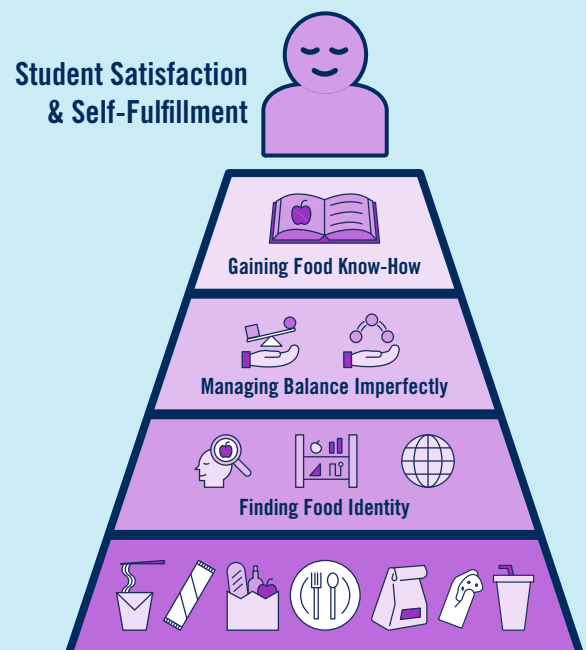 Student Satisfaction
& Self-Fulfillment
Gaining Food Know-How
Managing Balance Imperfectly
Finding Food Identity